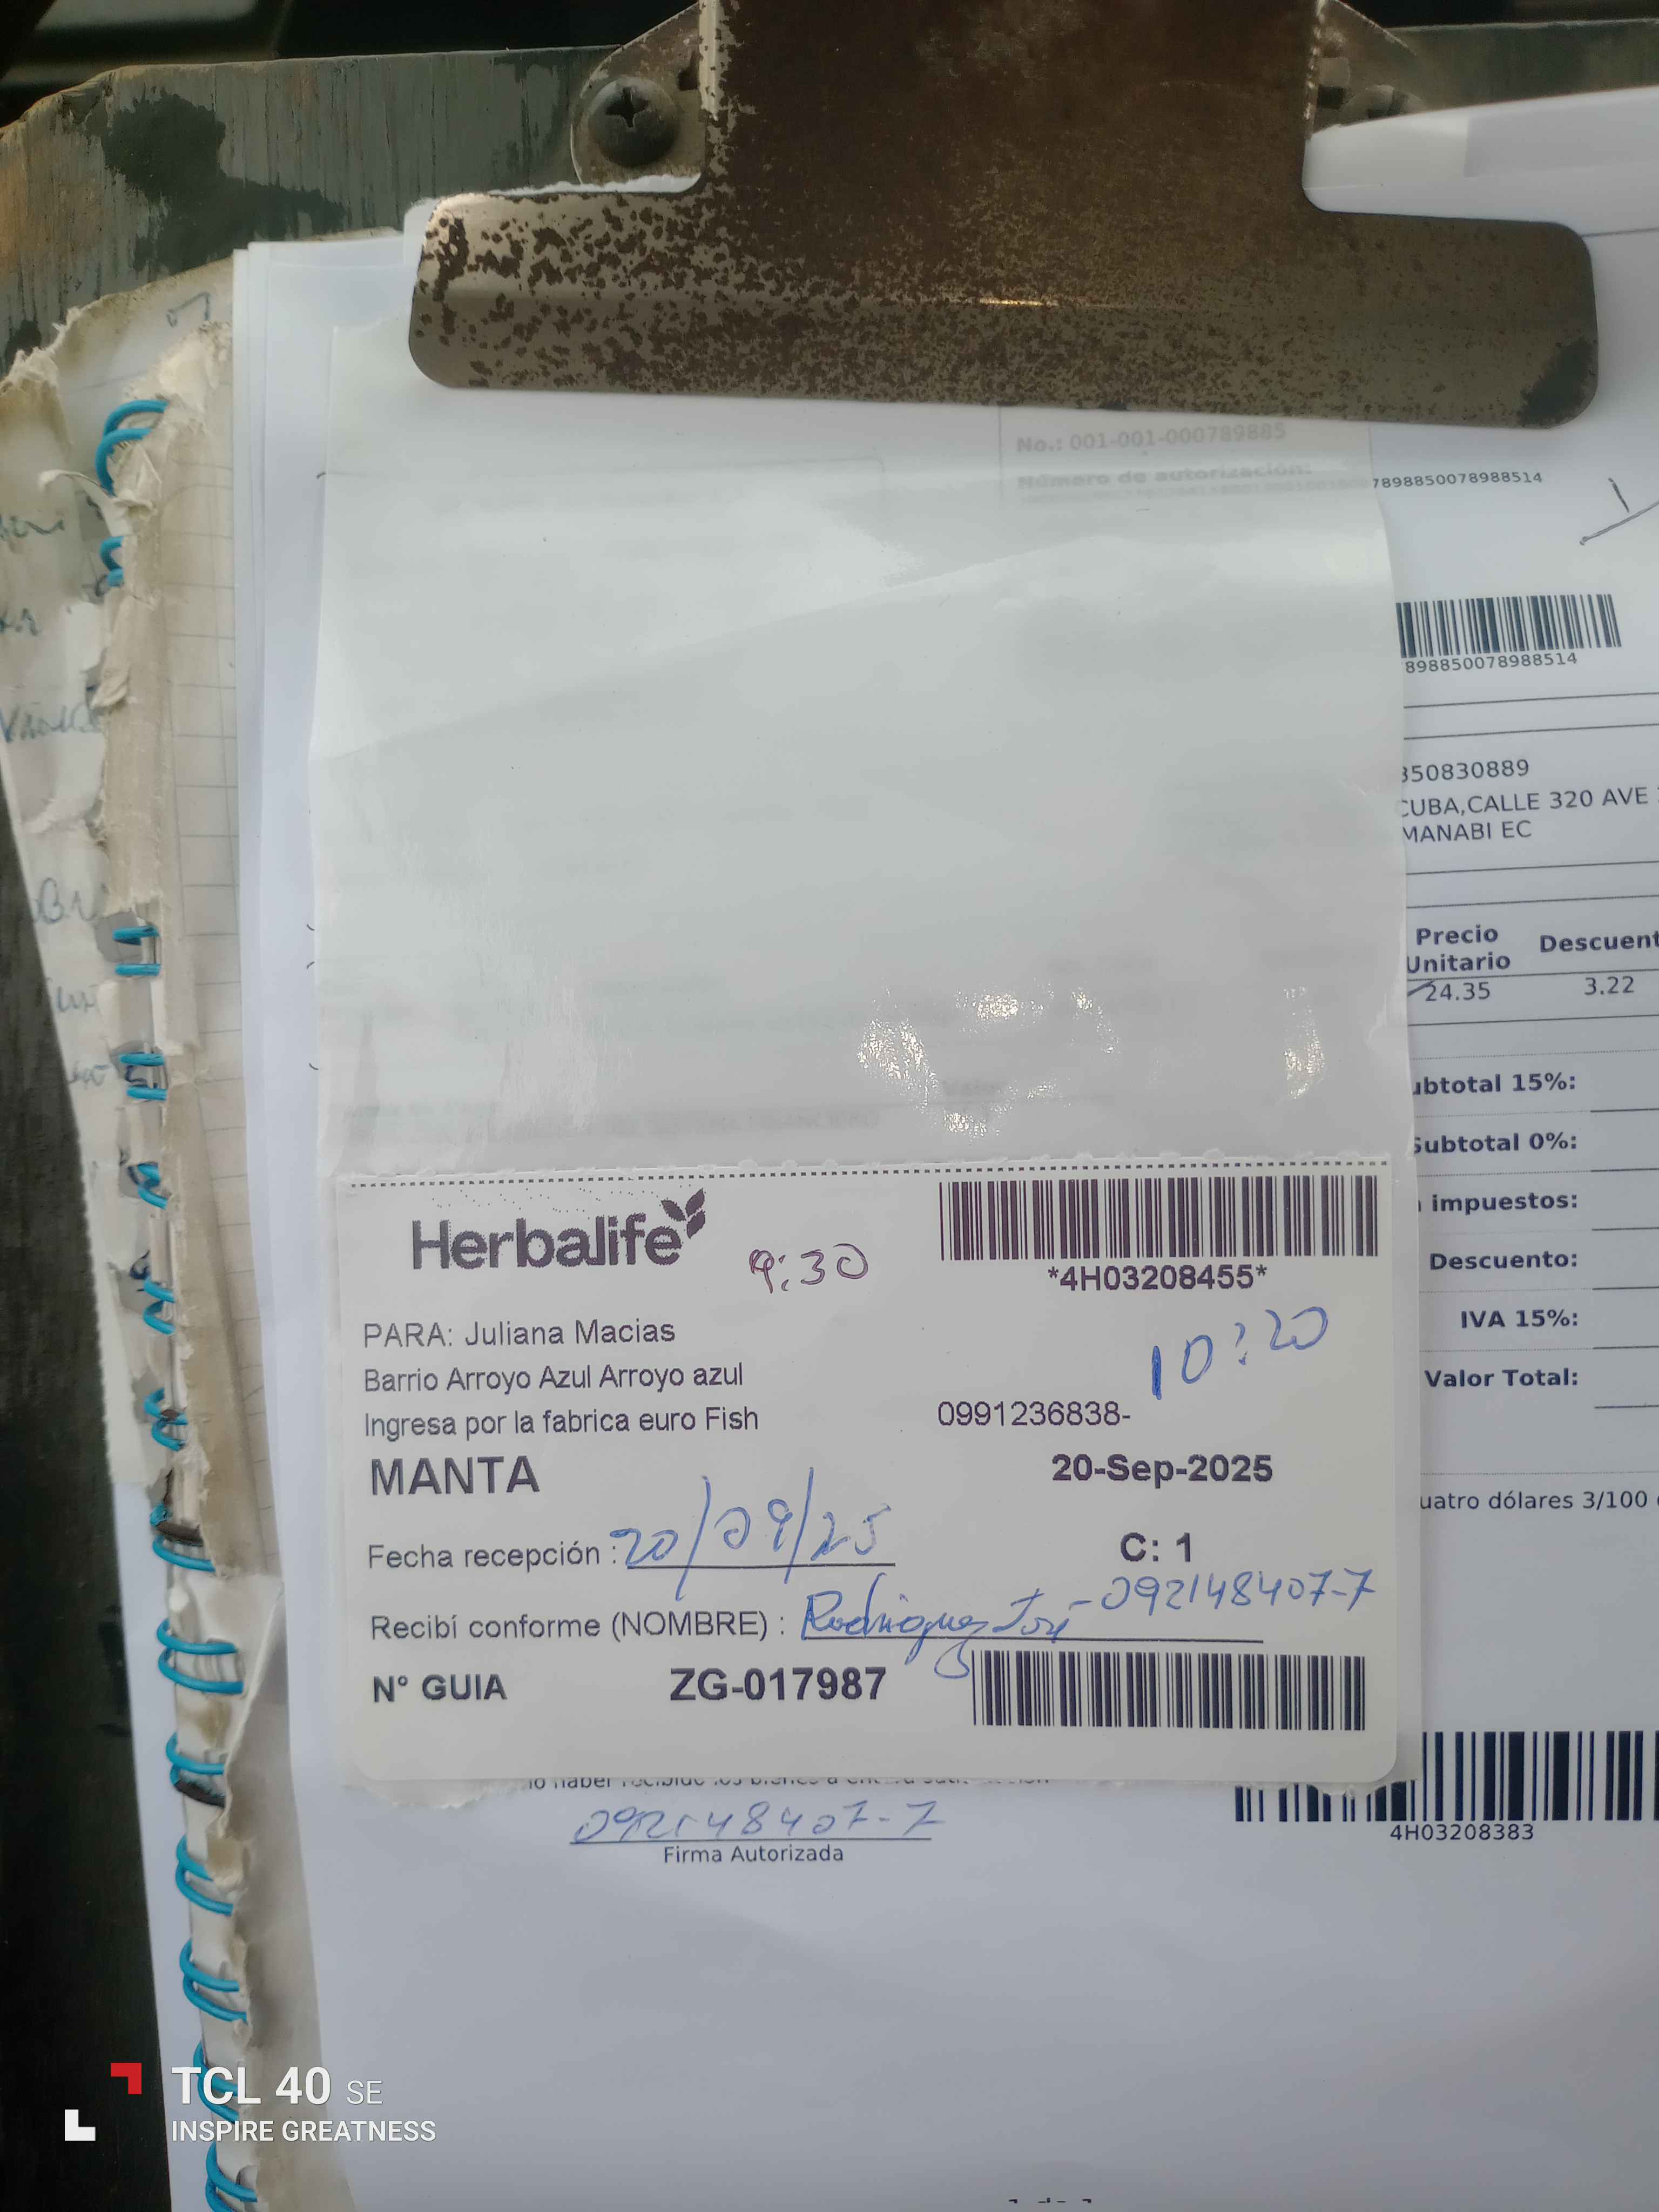 No.: 001-001-000789885
Número de autorización:
7898850078988514
898850078988514
350830889
CUBA,CALLE 320 AVE
MANABI EC
Precio Unitario Descuent
24.35 3.22
ubtotal 15%:
Subtotal 0%:
impuestos:
Descuento:
IVA 15%:
Valor Total:
uatro dólares 3/100
Herbalife
9:30
*4H03208455*
10:20
PARA: Juliana Macias
Barrio Arroyo Azul Arroyo azul
Ingresa por la fabrica euro Fish
0991236838-
MANTA
20-Sep-2025
Fecha recepción : 20/09/25
C: 1
Recibí conforme (NOMBRE) : Rodriguez José - 092148407-7
N° GUIA ZG-017987
092148407-7
Firma Autorizada
4H03208383
TCL 40 SE
INSPIRE GREATNESS